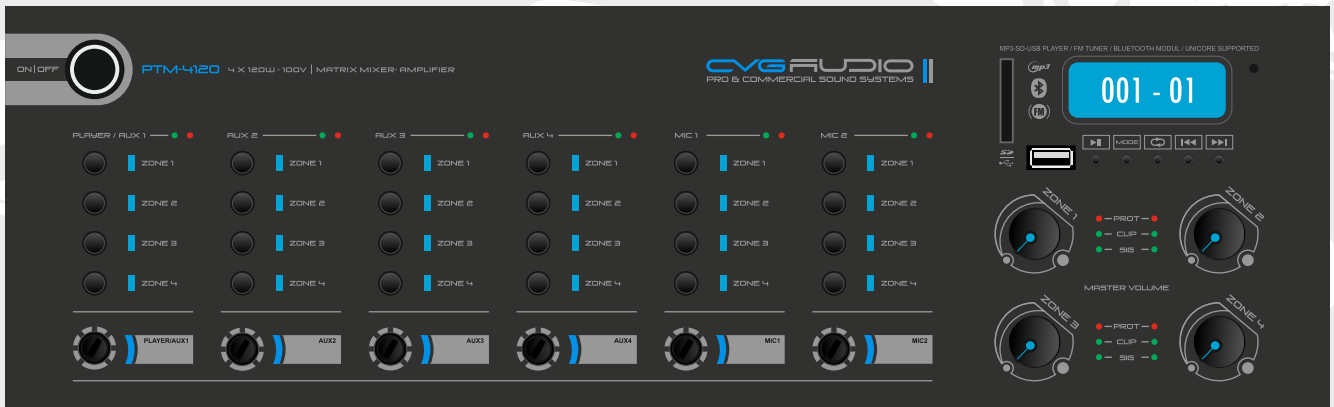 MP3-SD-USB PLAYER / FM TUNER / BLUETOOTH MODUL / UNICORE SUPPORTED
ON|OFF
PTM-4120 4 X 120W - 100V | MATRIX MIXER- AMPLIFIER
CVGAUDIO
PRO & COMMERCIAL SOUND SYSTEMS
mp3
FM
001 - 01
PLAYER / AUX 1 AUX 2 AUX 3 AUX 4 MIC 1 MIC 2
MODE
SD
ZONE 1 ZONE 1 ZONE 1 ZONE 1 ZONE 1 ZONE 1
ZONE 2 ZONE 2 ZONE 2 ZONE 2 ZONE 2 ZONE 2
ZONE 3 ZONE 3 ZONE 3 ZONE 3 ZONE 3 ZONE 3
ZONE 4 ZONE 4 ZONE 4 ZONE 4 ZONE 4 ZONE 4
ZONE 1 ZONE 2
PROT
CLIP
SIG
MASTER VOLUME
ZONE 3 ZONE 4
PROT
CLIP
SIG
PLAYER/AUX1 AUX2 AUX3 AUX4 MIC1 MIC2